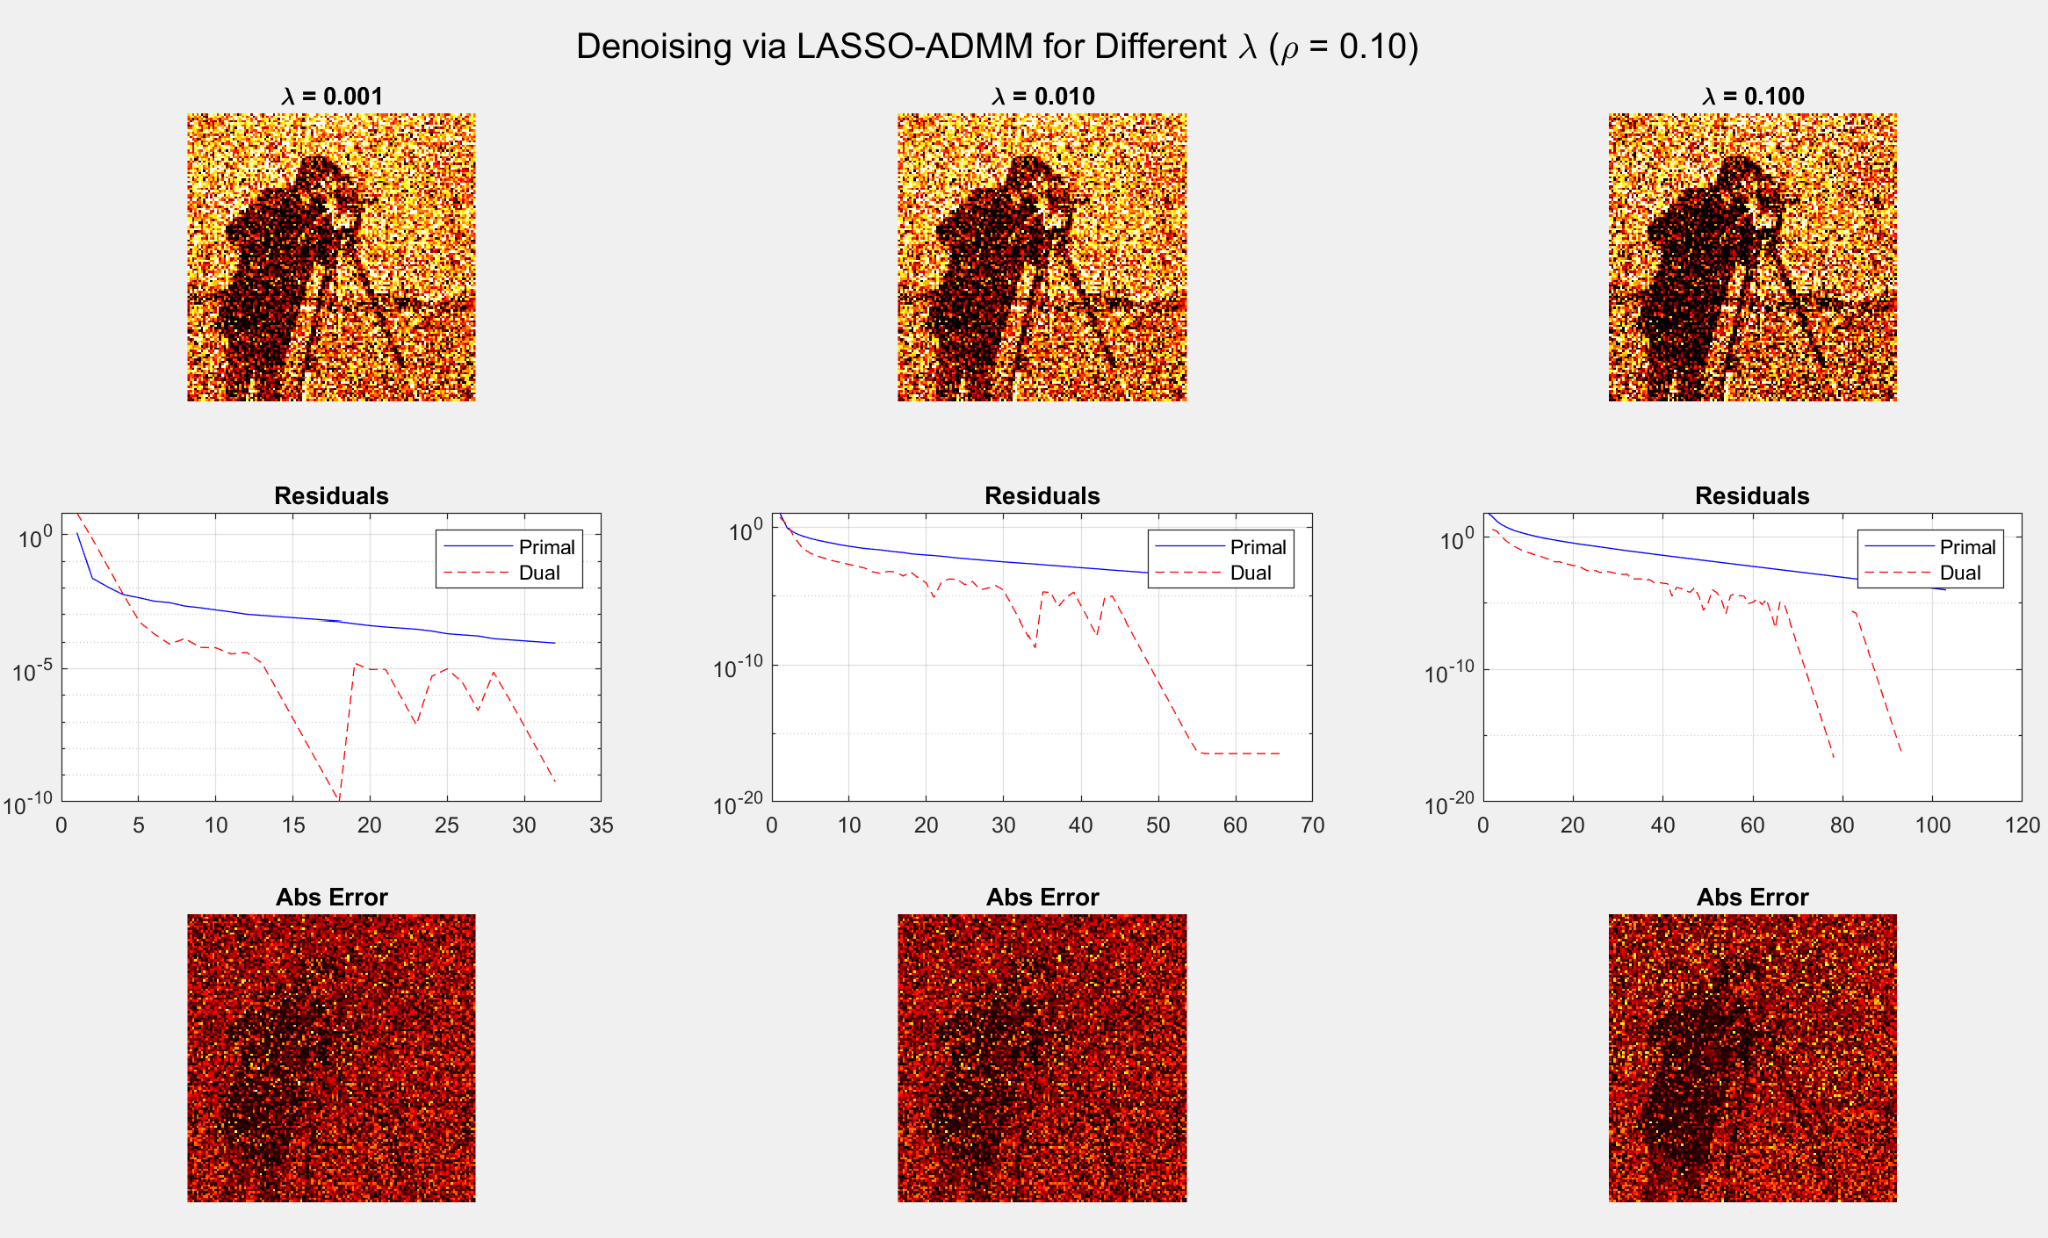 Denoising via LASSO-ADMM for Different λ (ρ = 0.10)
λ = 0.001
λ = 0.010
λ = 0.100
Residuals
10^0
10^-5
10^-10
0 5 10 15 20 25 30 35
Primal
Dual
Residuals
10^0
10^-10
10^-20
0 10 20 30 40 50 60 70
Primal
Dual
Residuals
10^0
10^-10
10^-20
0 20 40 60 80 100 120
Primal
Dual
Abs Error
Abs Error
Abs Error